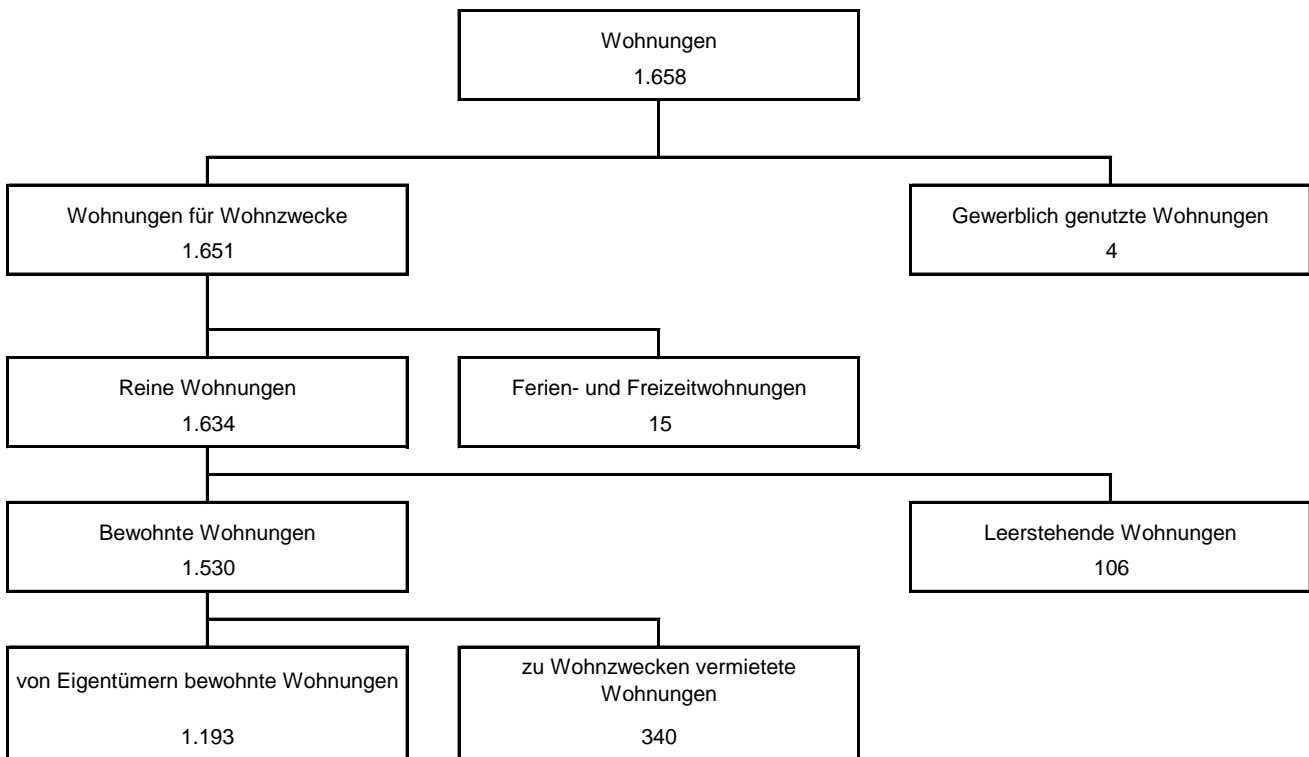 Wohnungen
1.658
Wohnungen für Wohnzwecke
1.651
Gewerblich genutzte Wohnungen
4
Reine Wohnungen
1.634
Ferien- und Freizeitwohnungen
15
Bewohnte Wohnungen
1.530
Leerstehende Wohnungen
106
von Eigentümern bewohnte Wohnungen
1.193
zu Wohnzwecken vermietete
Wohnungen
340